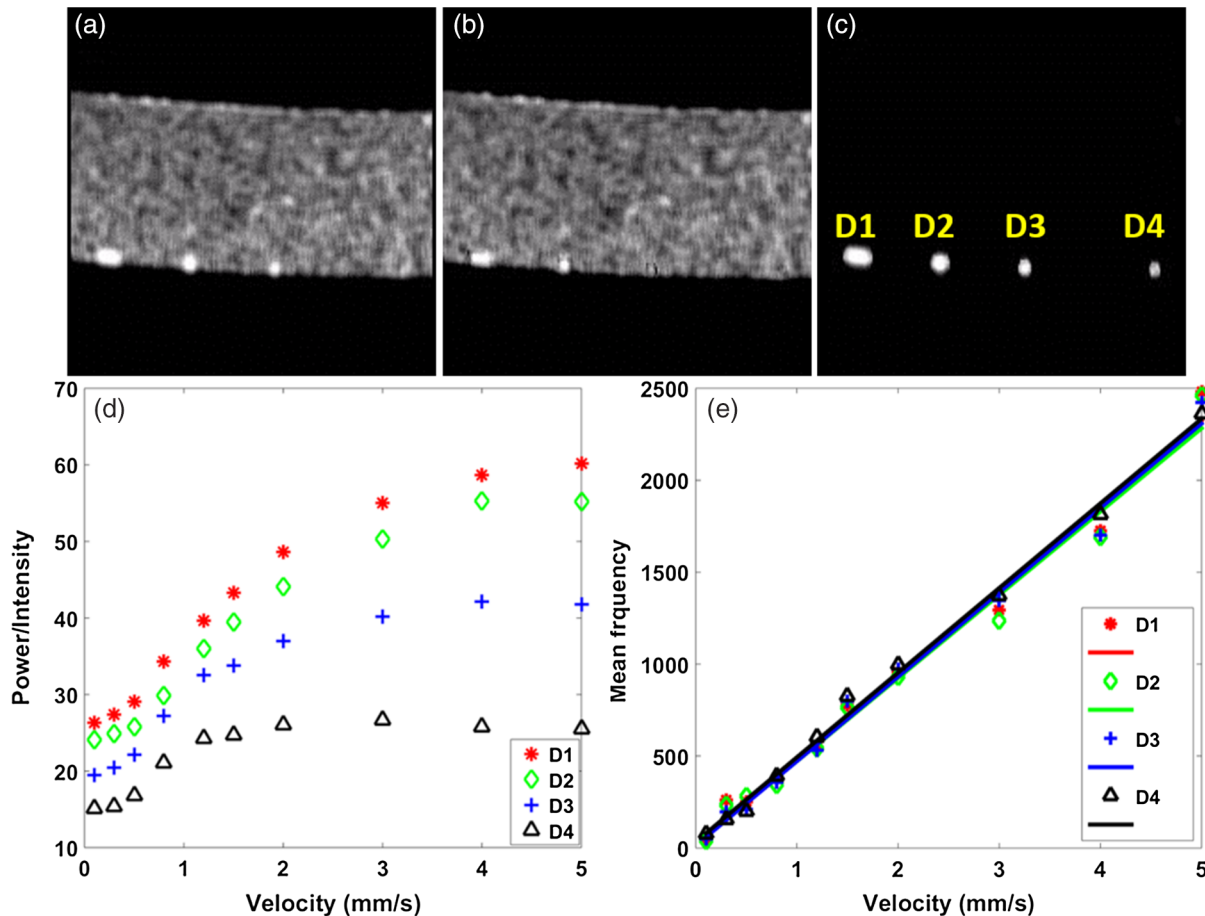 (a)
(b)
(c)
D1
D2
D3
D4
(d)
70
60
50
40
30
20
10
0
1
2
3
4
5
Power/Intensity
Velocity (mm/s)
D1
D2
D3
D4
(e)
2500
2000
1500
1000
500
0
0
1
2
3
4
5
Mean frquency
Velocity (mm/s)
D1
D2
D3
D4